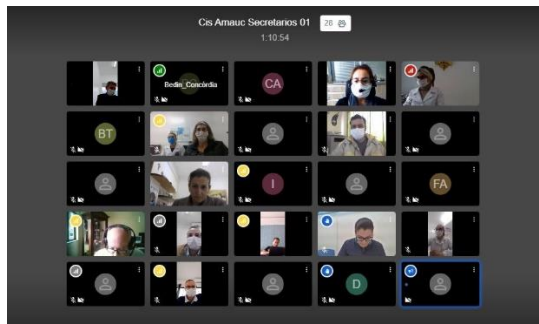 Cis Amauc Secretarios 01 28
1:10:54
Bedin_Concórdia
CA
BT
I
FA
D